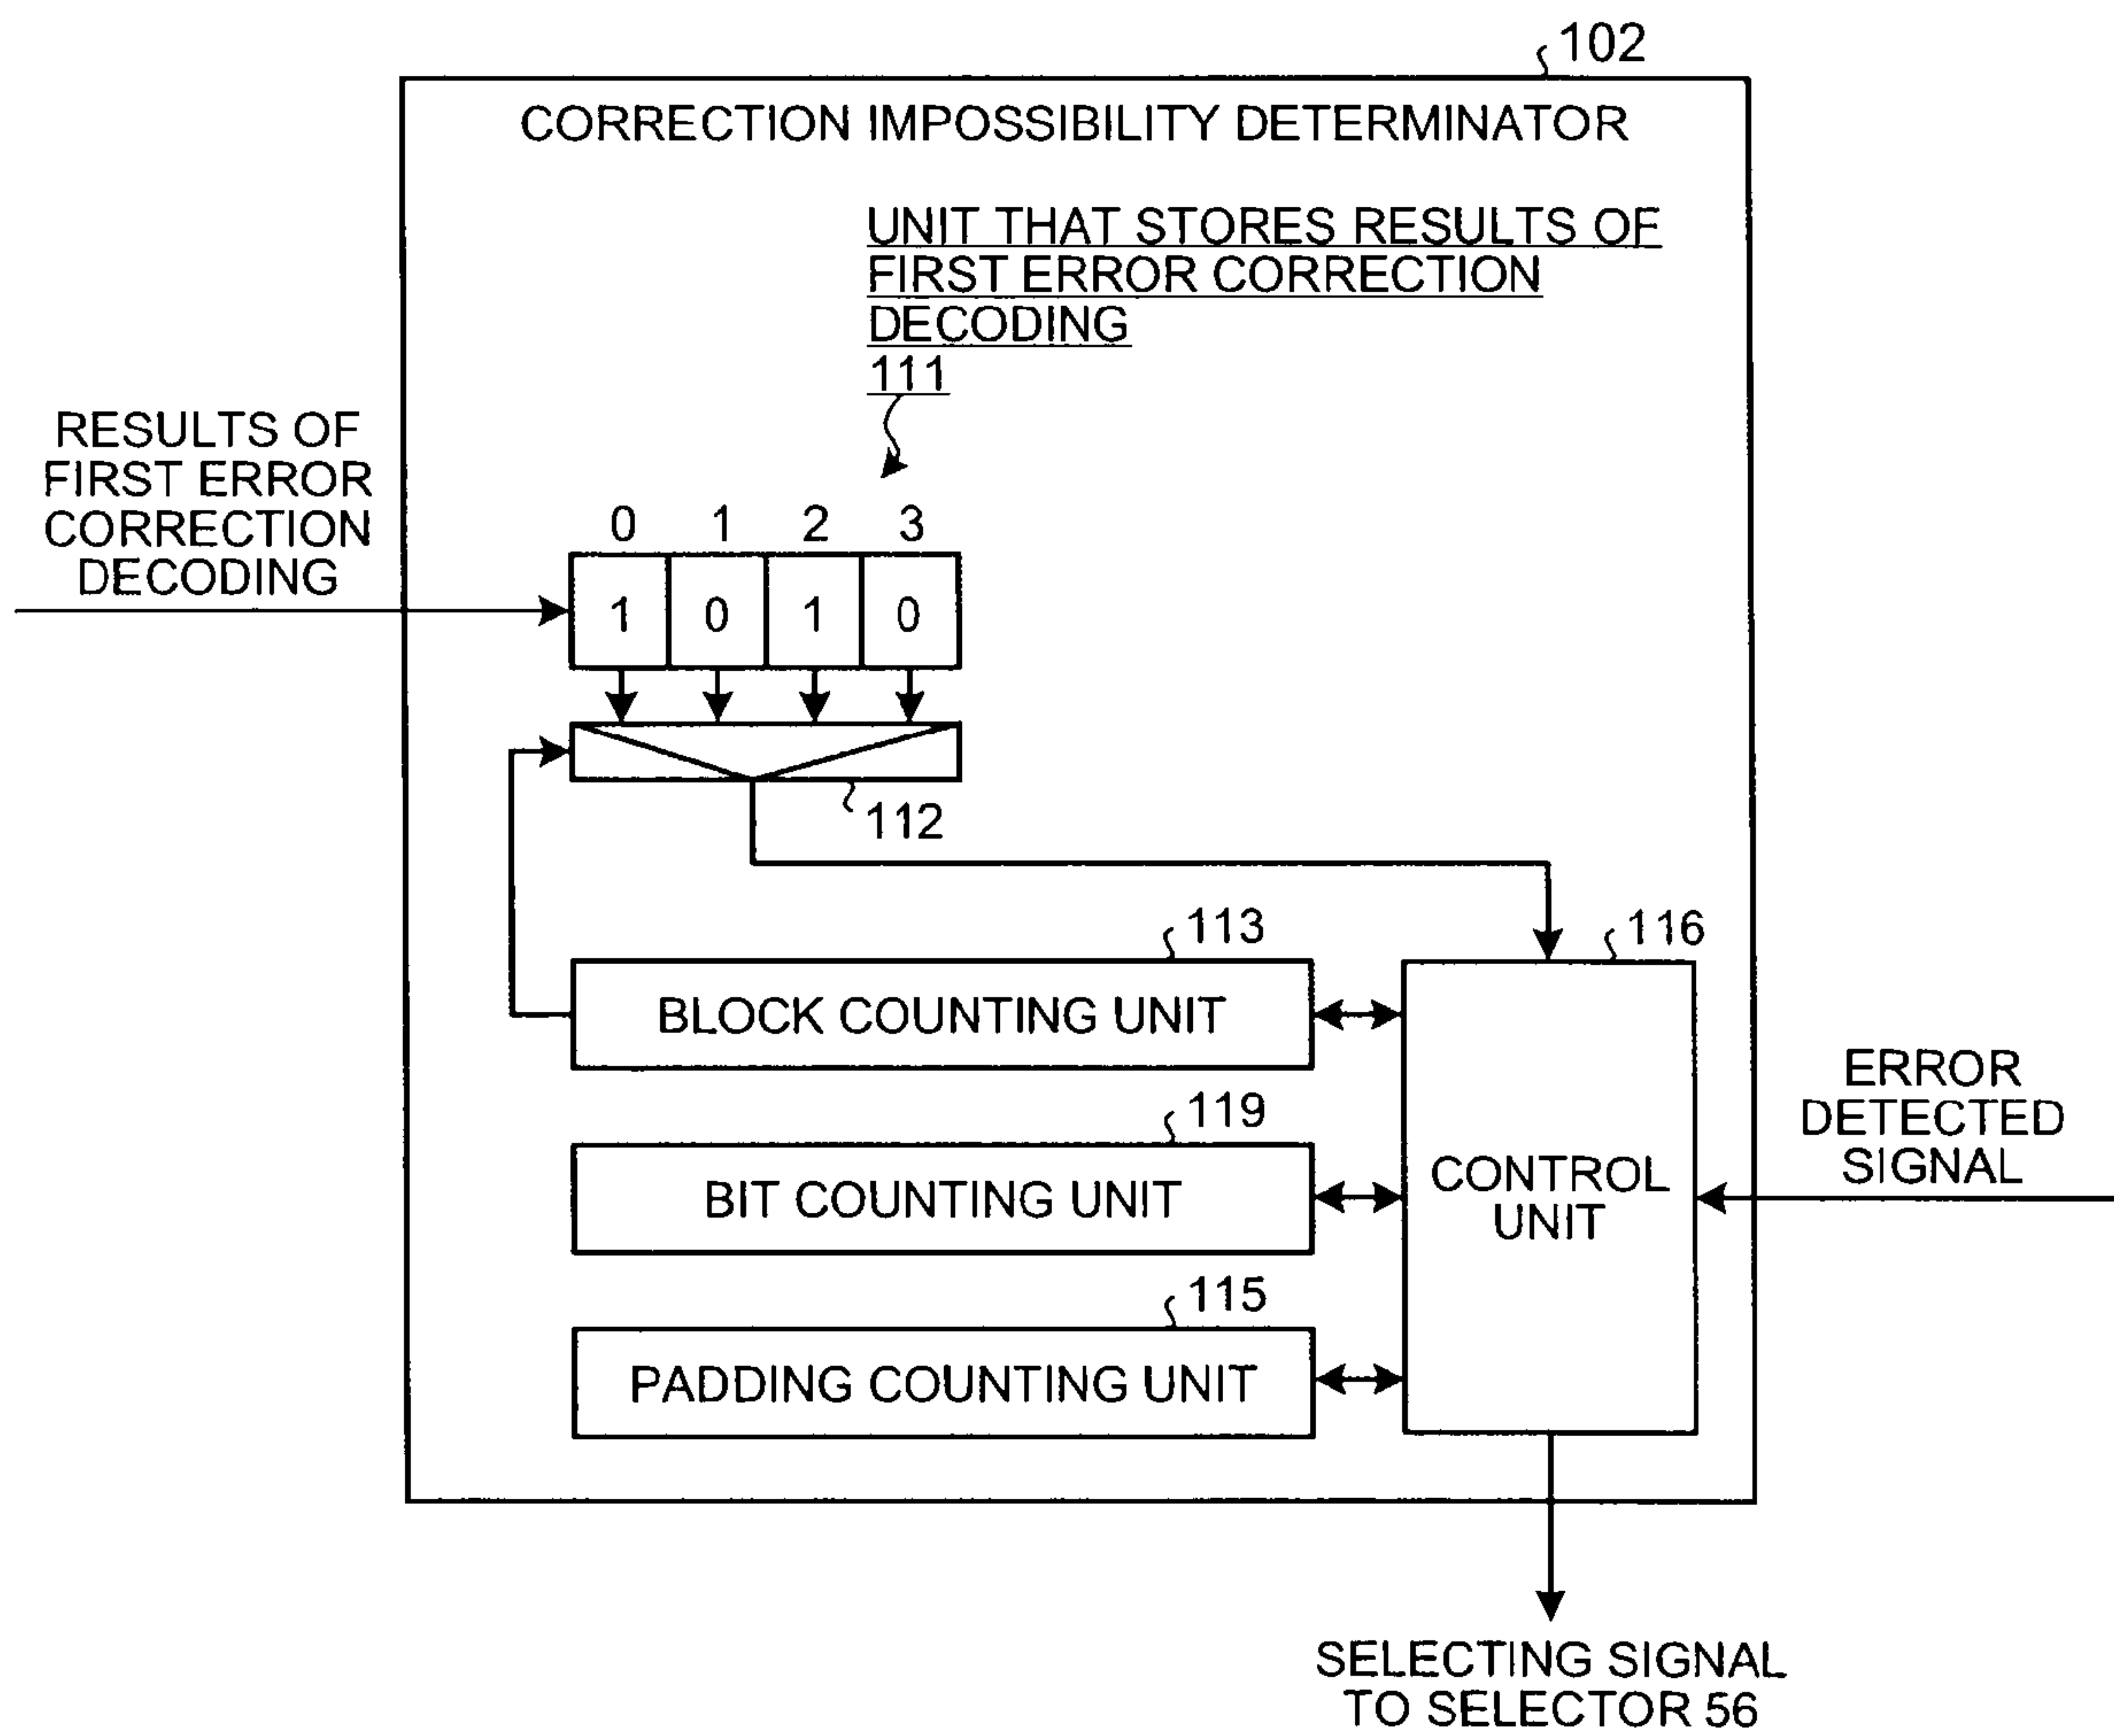 102
CORRECTION IMPOSSIBILITY DETERMINATOR
UNIT THAT STORES RESULTS OF
FIRST ERROR CORRECTION
DECODING
111
RESULTS OF
FIRST ERROR
CORRECTION
DECODING
0 1 2 3
1 0 1 0
112
113
116
BLOCK COUNTING UNIT
119
BIT COUNTING UNIT
115
PADDING COUNTING UNIT
CONTROL
UNIT
ERROR
DETECTED
SIGNAL
SELECTING SIGNAL
TO SELECTOR 56